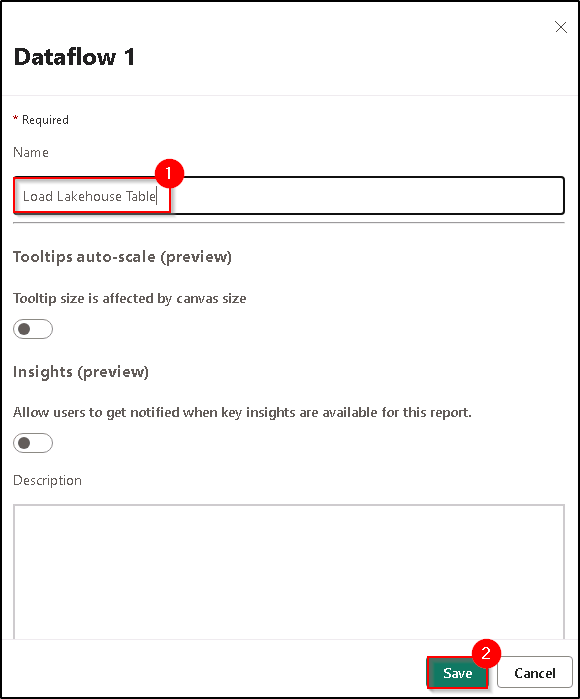 Dataflow 1
* Required
Name
1
Load Lakehouse Table
Tooltips auto-scale (preview)
Tooltip size is affected by canvas size
Insights (preview)
Allow users to get notified when key insights are available for this report.
Description
2
Save Cancel